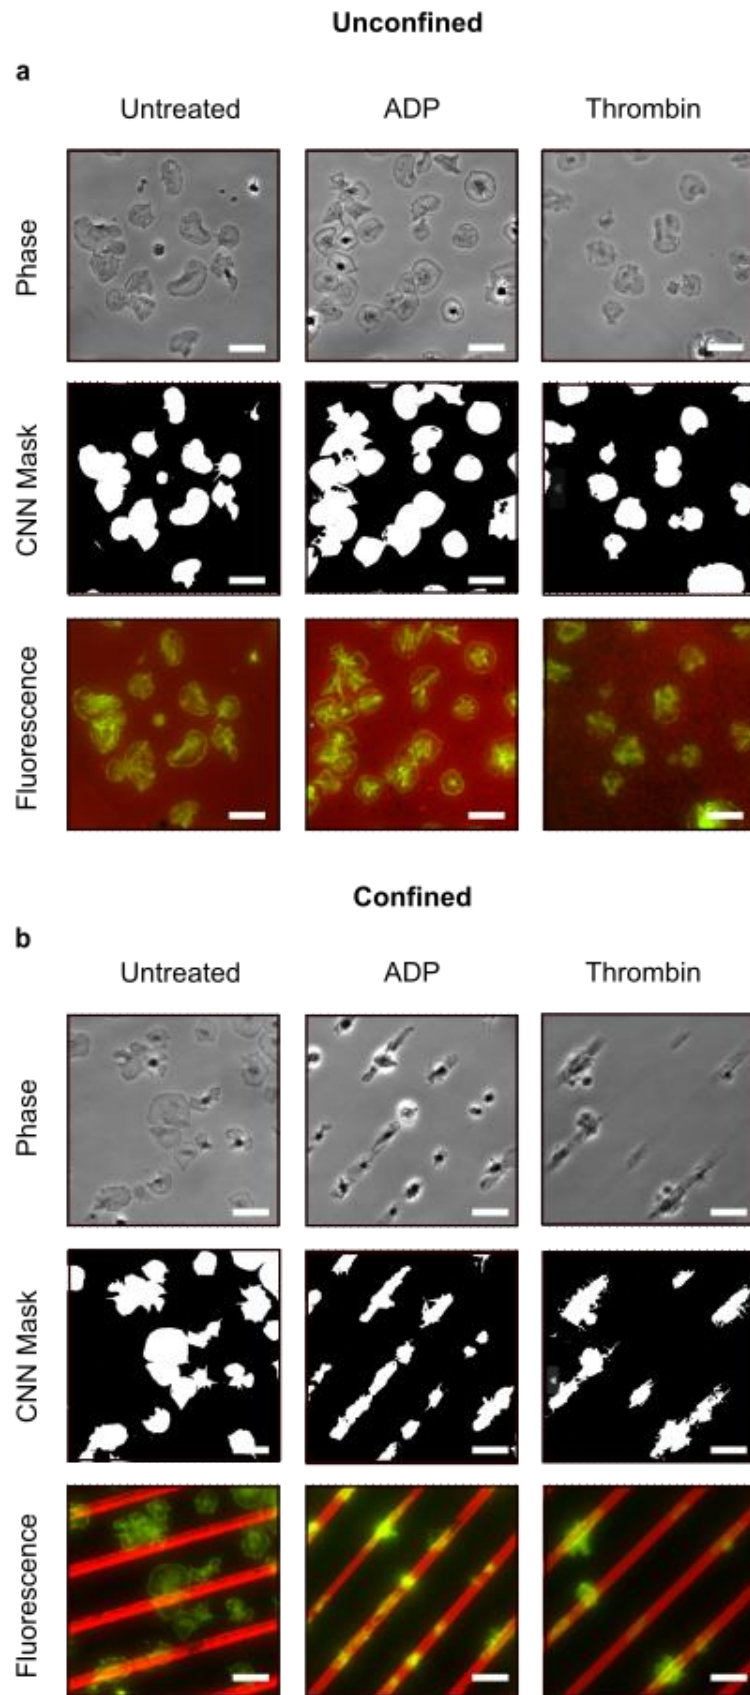 Unconfined
a
Untreated ADP Thrombin
Phase
CNN Mask
Fluorescence
Confined
b
Untreated ADP Thrombin
Phase
CNN Mask
Fluorescence